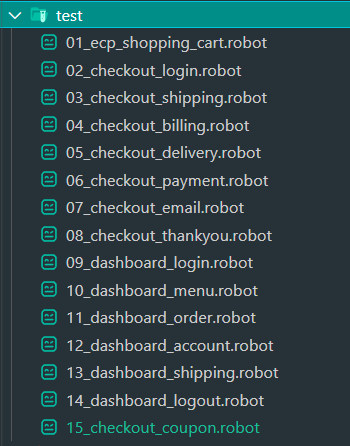 test
01_ecp_shopping_cart.robot
02_checkout_login.robot
03_checkout_shipping.robot
04_checkout_billing.robot
05_checkout_delivery.robot
06_checkout_payment.robot
07_checkout_email.robot
08_checkout_thankyou.robot
09_dashboard_login.robot
10_dashboard_menu.robot
11_dashboard_order.robot
12_dashboard_account.robot
13_dashboard_shipping.robot
14_dashboard_logout.robot
15_checkout_coupon.robot